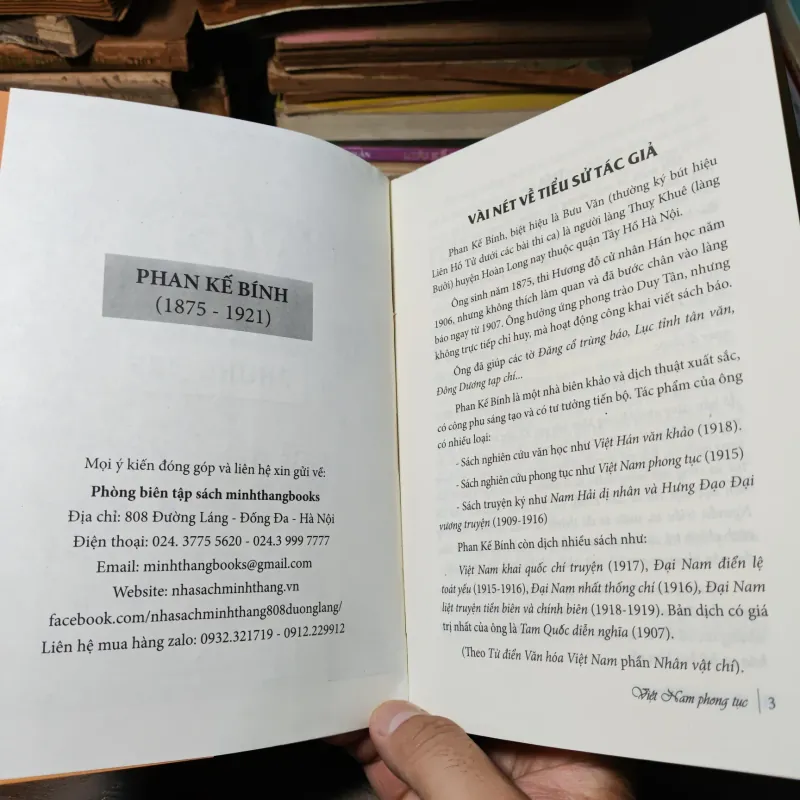 PHAN KẾ BÍNH
(1875 - 1921)
Mọi ý kiến đóng góp và liên hệ xin gửi về:
Phòng biên tập sách minhthangbooks
Địa chỉ: 808 Đường Láng - Đống Đa - Hà Nội
Điện thoại: 024. 3775 5620 - 024.3 999 7777
Email: minhthangbooks@gmail.com
Website: nhasachminhthang.vn
facebook.com/nhasachminhthang808duonglang/
Liên hệ mua hàng zalo: 0932.321719 - 0912.229912
VÀI NÉT VỀ TIỂU SỬ TÁC GIẢ
Phan Kế Bính, biệt hiệu là Bưu Văn (thường ký bút hiệu
Liên Hồ Tử dưới các bài thi ca) là người làng Thuỵ Khuê (làng
Bưởi) huyện Hoàn Long nay thuộc quận Tây Hồ Hà Nội.
Ông sinh năm 1875, thi Hương đỗ cử nhân Hán học năm
1906, nhưng không thích làm quan và đã bước chân vào làng
báo ngay từ 1907. Ông hưởng ứng phong trào Duy Tân, nhưng
không trực tiếp chỉ huy, mà hoạt động công khai viết sách báo.
Ông đã giúp các tờ Đăng cổ trùng báo, Lục tỉnh tân văn,
Đông Dương tạp chí...
Phan Kế Bính là một nhà biên khảo và dịch thuật xuất sắc,
có công phu sáng tạo và có tư tưởng tiến bộ. Tác phẩm của ông
có nhiều loại:
- Sách nghiên cứu văn học như Việt Hán văn khảo (1918).
- Sách nghiên cứu phong tục như Việt Nam phong tục (1915)
- Sách truyện ký như Nam Hải dị nhân và Hưng Đạo Đại
vương truyện (1909-1916)
Phan Kế Bính còn dịch nhiều sách như:
Việt Nam khai quốc chí truyện (1917), Đại Nam điển lệ
toát yếu (1915-1916), Đại Nam nhất thống chí (1916), Đại Nam
liệt truyện tiền biên và chính biên (1918-1919). Bản dịch có giá
trị nhất của ông là Tam Quốc diễn nghĩa (1907).
(Theo Từ điển Văn hóa Việt Nam phần Nhân vật chí).
Việt Nam phong tục | 3